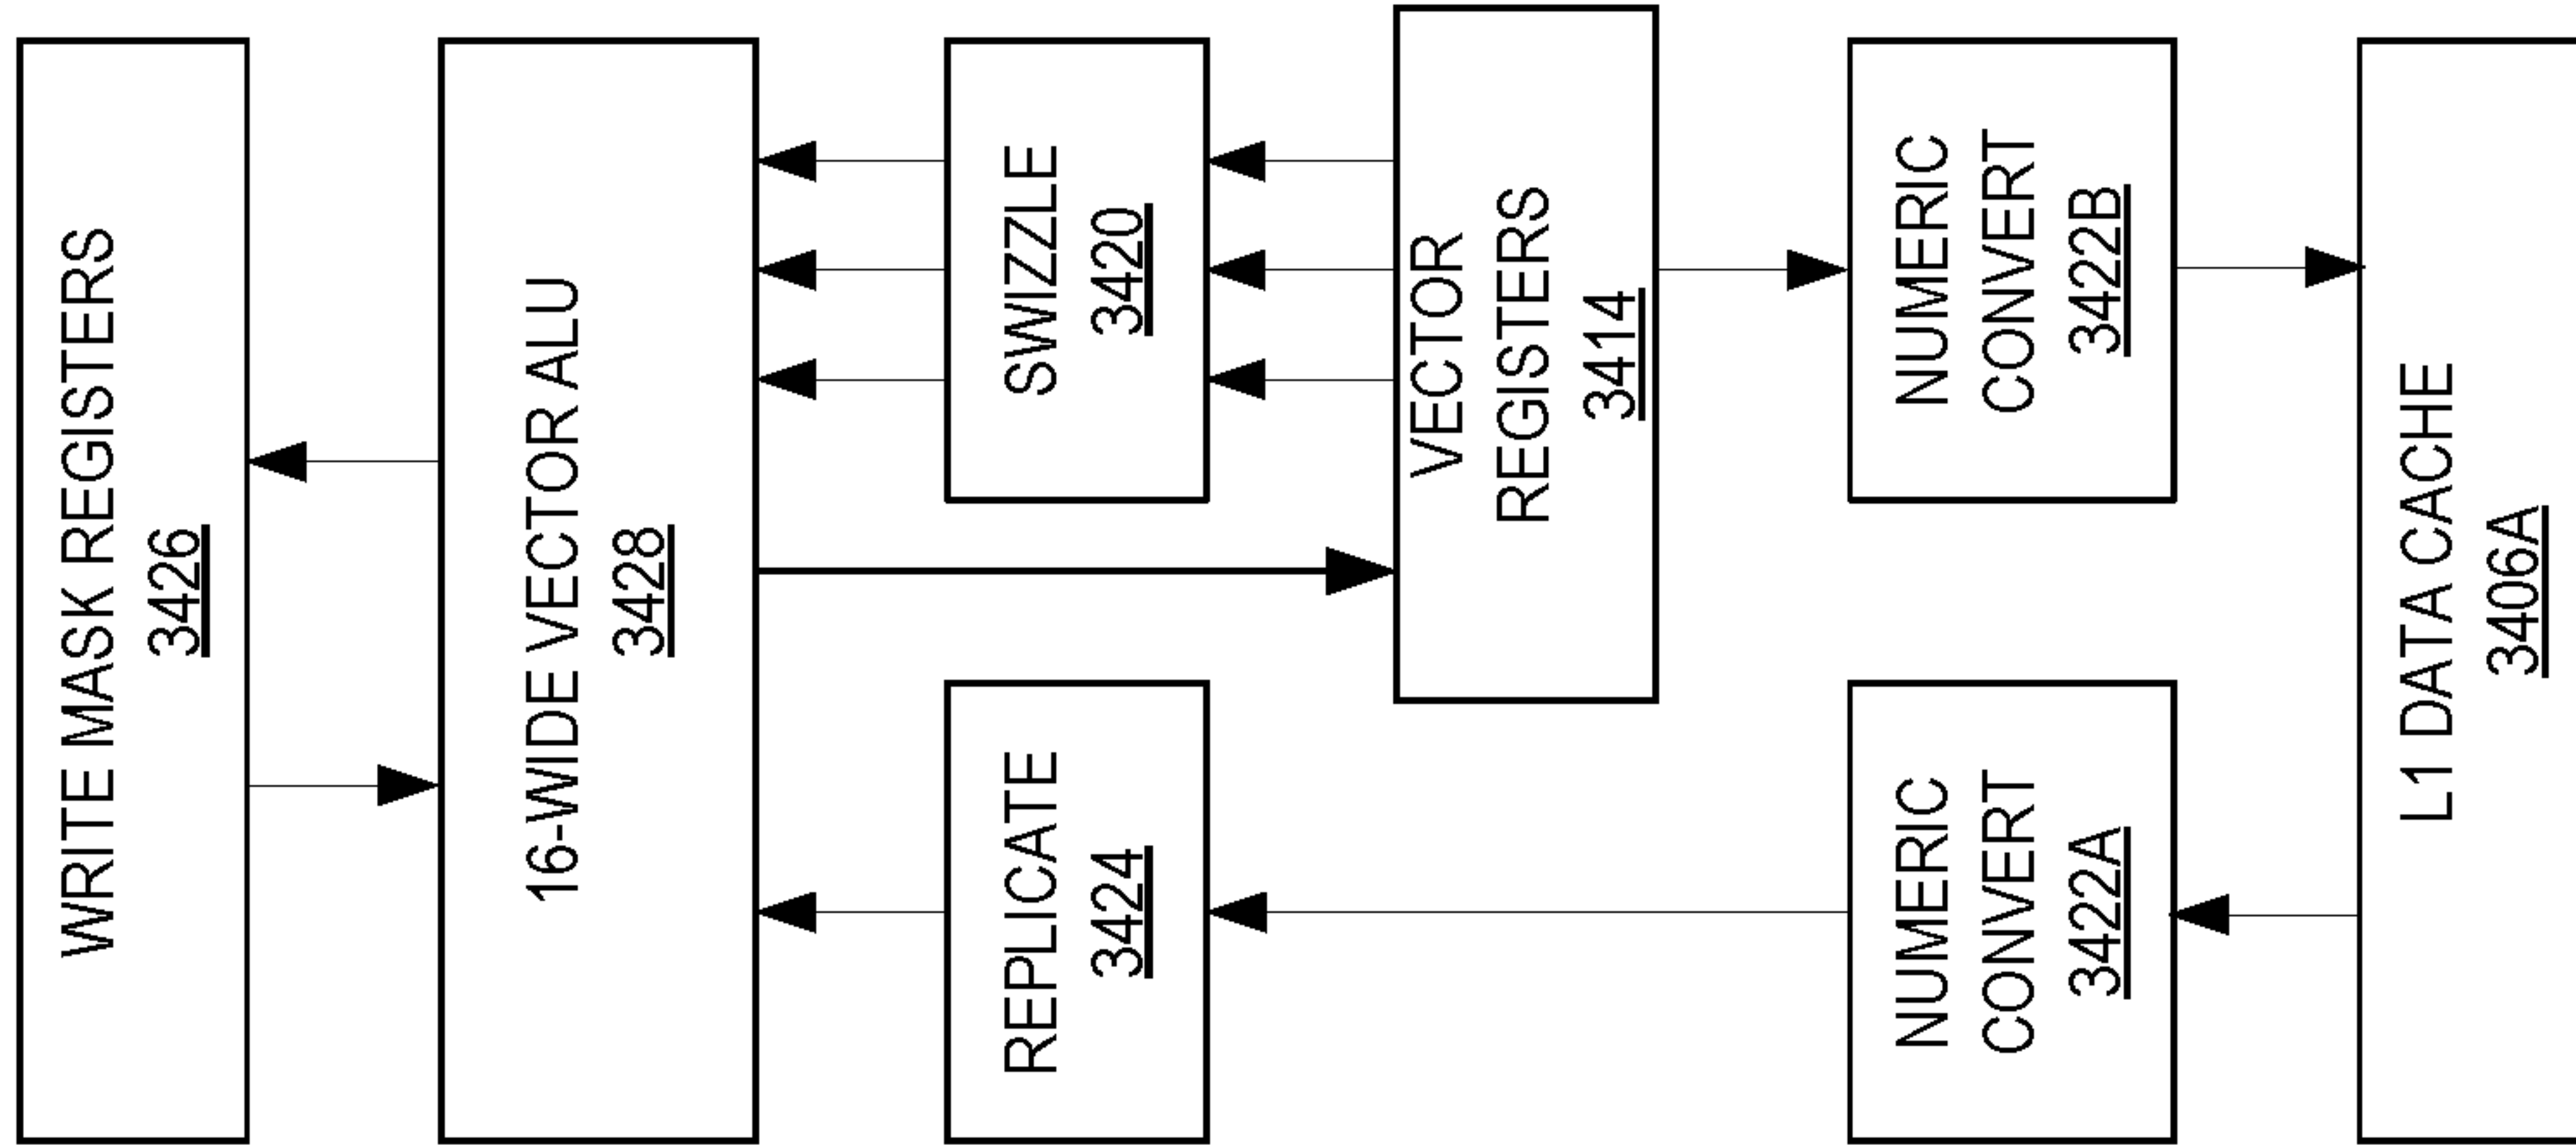 WRITE MASK REGISTERS
3426
16-WIDE VECTOR ALU
3428
REPLICATE
3424
SWIZZLE
3420
VECTOR
REGISTERS
3414
NUMERIC
CONVERT
3422A
NUMERIC
CONVERT
3422B
L1 DATA CACHE
3406A